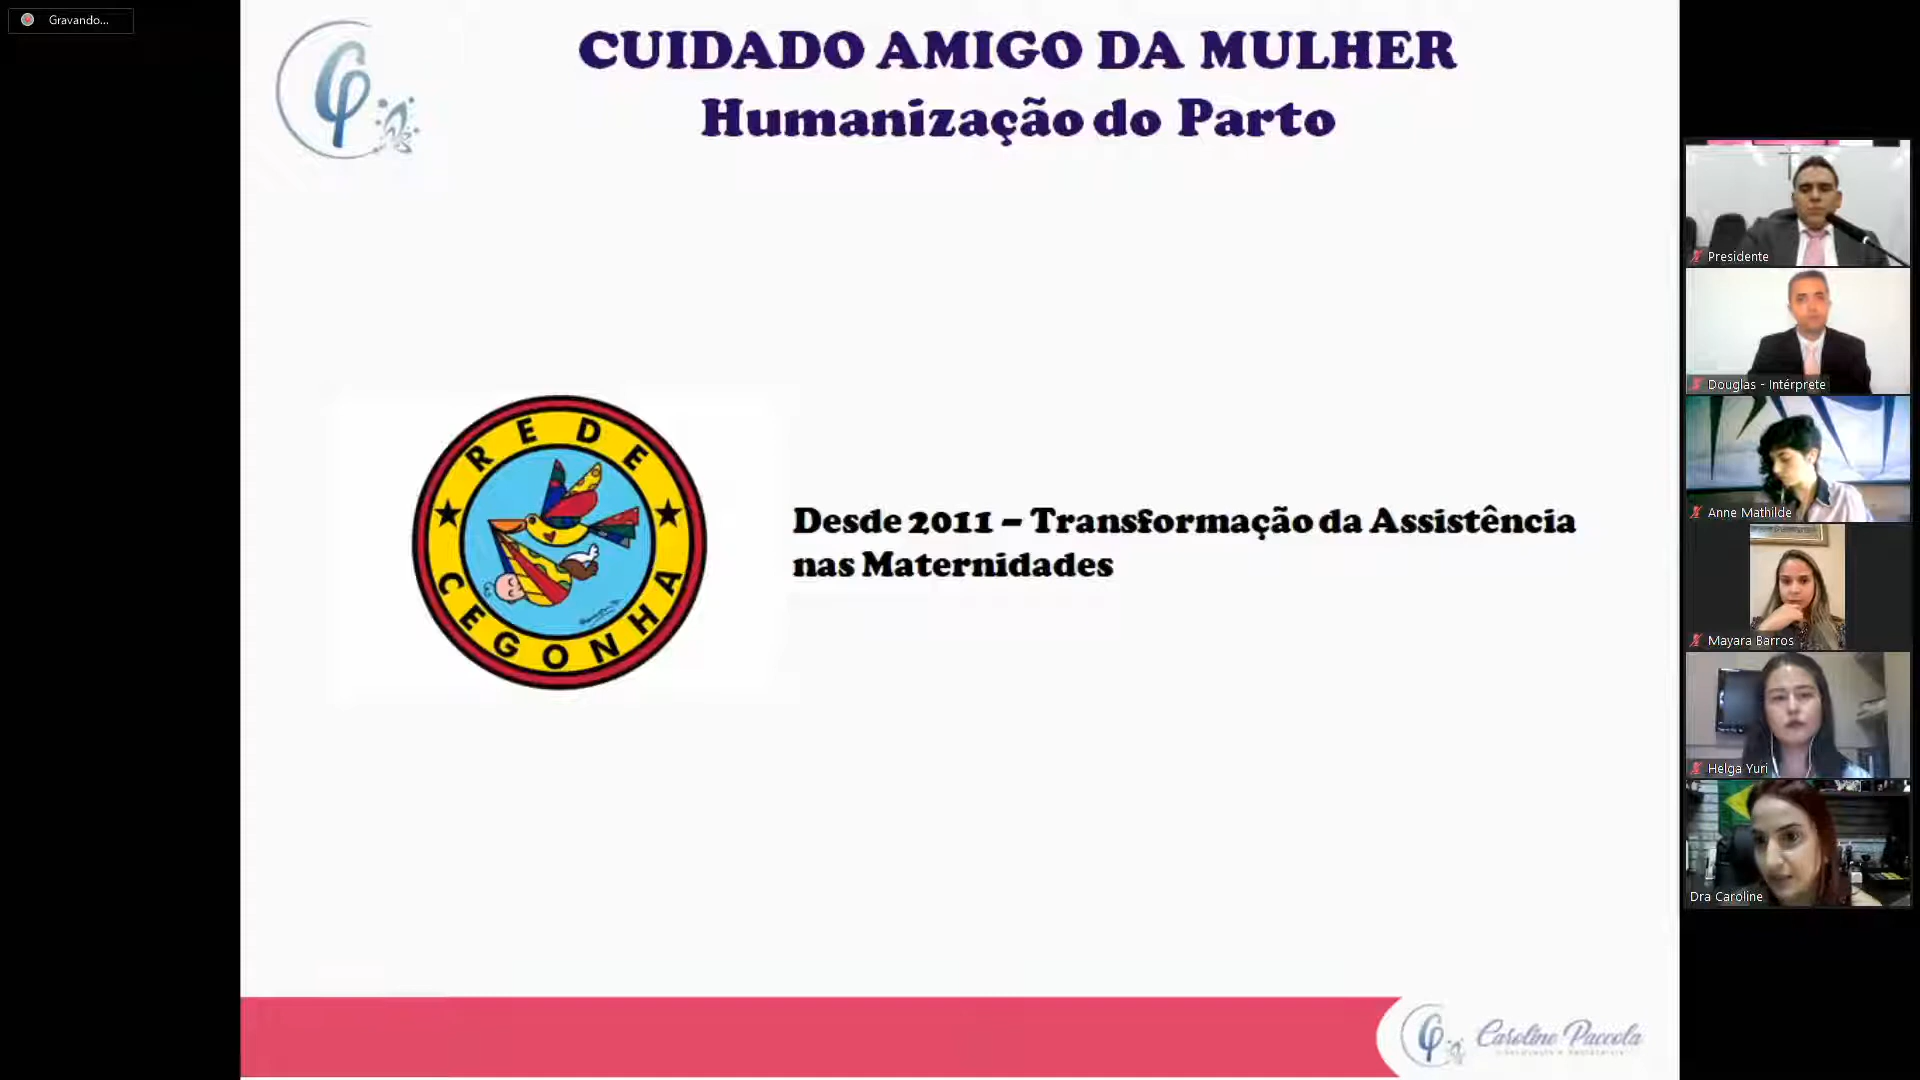 Gravando...
CUIDADO AMIGO DA MULHER
Humanização do Parto
REDE
CEGONHA
Desde 2011 – Transformação da Assistência
nas Maternidades
Presidente
Douglas - Intérprete
Anne Mathilde
Mayara Barros
Helga Yuri
Dra Caroline
Caroline Paccola